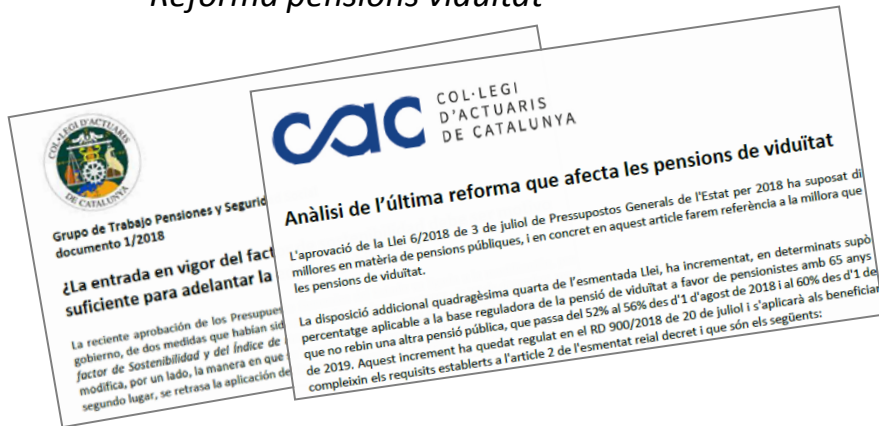 Reforma pensions viduïtat
COL·LEGI D'ACTUARIS
DE CATALUNYA
Grupo de Trabajo Pensiones y Segurid
documento 1/2018
¿La entrada en vigor del fact
suficiente para adelantar la
La reciente aprobación de los Presupues
gobierno, de dos medidas que habían sid
factor de Sostenibilidad y del Índice de
modifica, por un lado, la manera en que s
segundo lugar, se retrasa la aplicación de
cac
COL·LEGI
D'ACTUARIS
DE CATALUNYA
Anàlisi de l'última reforma que afecta les pensions de viduïtat
L'aprovació de la Llei 6/2018 de 3 de juliol de Pressupostos Generals de l'Estat per 2018 ha suposat di
millores en matèria de pensions públiques, i en concret en aquest article farem referència a la millora que
les pensions de viduïtat.
La disposició addicional quadragèsima quarta de l'esmentada Llei, ha incrementat, en determinats supò
percentatge aplicable a la base reguladora de la pensió de viduïtat a favor de pensionistes amb 65 anys
que no rebin una altra pensió pública, que passa del 52% al 56% des d'1 d'agost de 2018 i al 60% des d'1 de
de 2019. Aquest increment ha quedat regulat en el RD 900/2018 de 20 de juliol i s'aplicarà als beneficiar
compleixin els requisits establerts a l'article 2 de l'esmentat reial decret i que són els següents: